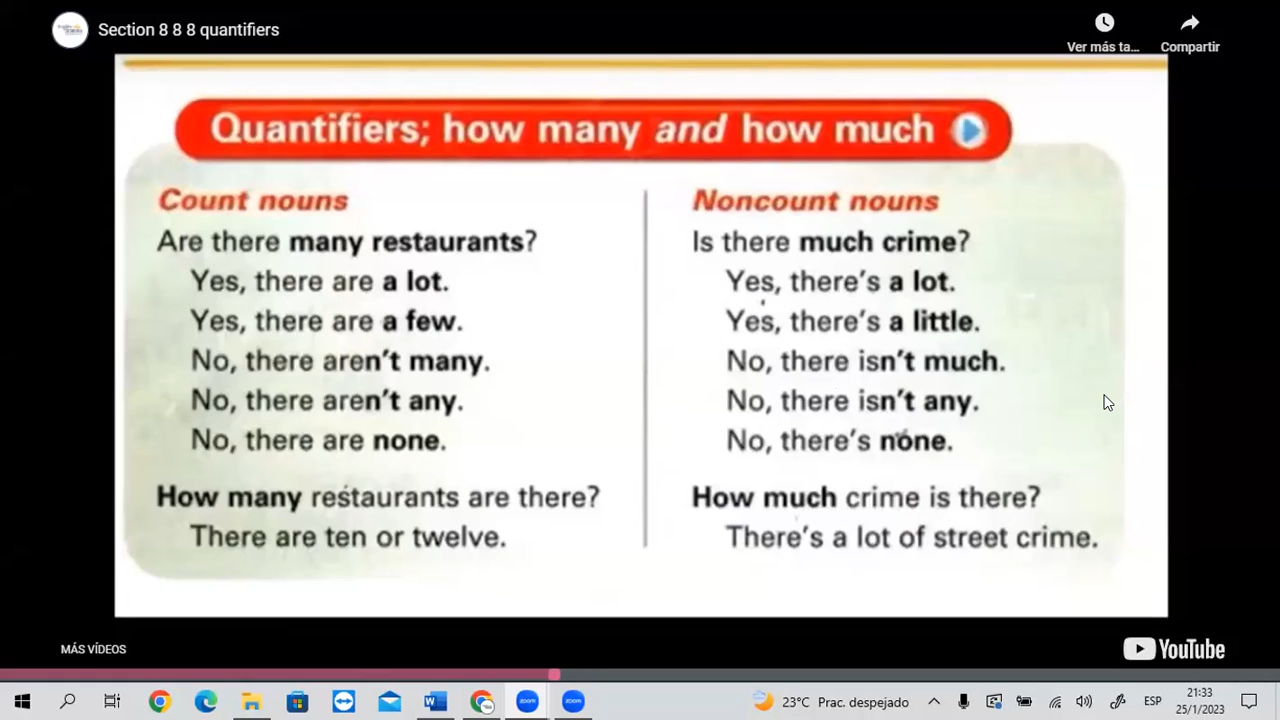 Section 8 8 8 quantifiers
Ver más ta...
Compartir
Quantifiers; how many and how much
Count nouns
Are there many restaurants?
Yes, there are a lot.
Yes, there are a few.
No, there aren't many.
No, there aren't any.
No, there are none.
How many restaurants are there?
There are ten or twelve.
Noncount nouns
Is there much crime?
Yes, there's a lot.
Yes, there's a little.
No, there isn't much.
No, there isn't any.
No, there's none.
How much crime is there?
There's a lot of street crime.
MÁS VÍDEOS
YouTube
zoom
zoom
23°C Prac. despejado
ESP
21:33
25/1/2023